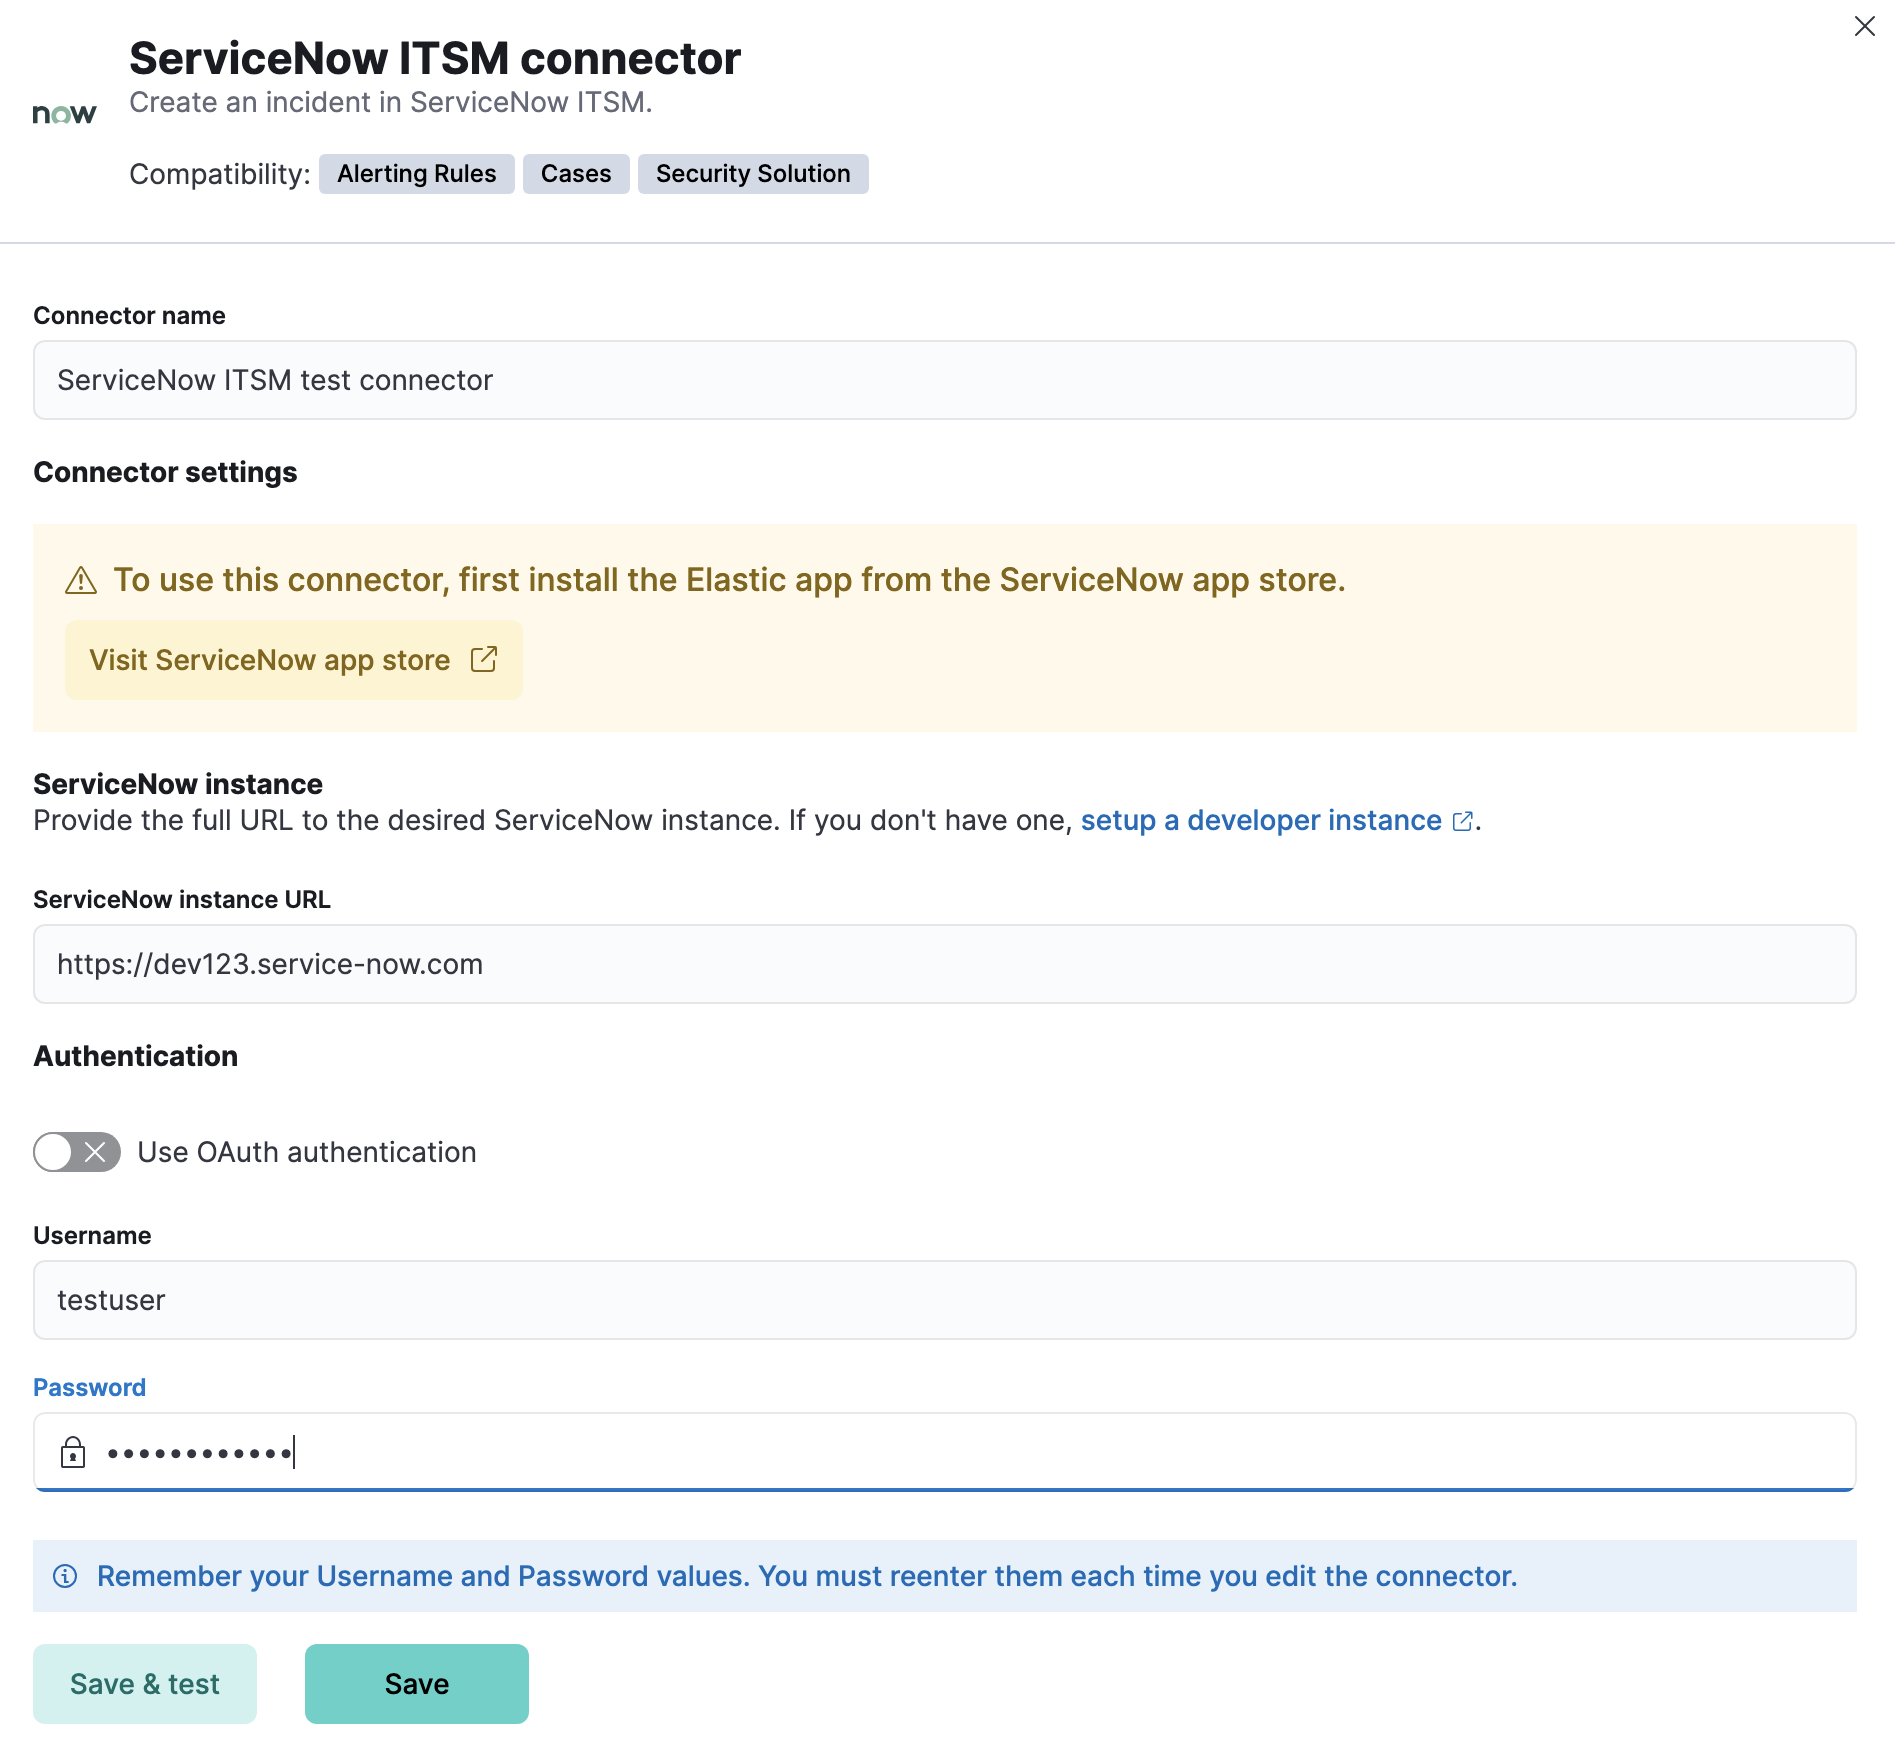 ServiceNow ITSM connector
now
Create an incident in ServiceNow ITSM.
Compatibility: Alerting Rules Cases Security Solution
Connector name
ServiceNow ITSM test connector
Connector settings
To use this connector, first install the Elastic app from the ServiceNow app store.
Visit ServiceNow app store
ServiceNow instance
Provide the full URL to the desired ServiceNow instance. If you don't have one, setup a developer instance.
ServiceNow instance URL
https://dev123.service-now.com
Authentication
Use OAuth authentication
Username
testuser
Password
••••••••••••
Remember your Username and Password values. You must reenter them each time you edit the connector.
Save & test Save